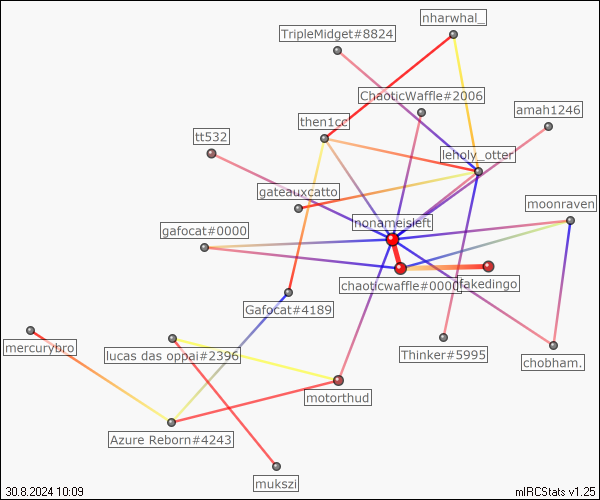 nharwhal_
TripleMidget#8824
ChaoticWaffle#2006
amah1246
then1cc
tt532
leholy_otter
gateauxcatto
moonraven
nonameisleft
gafocat#0000
chaoticwaffle#0000
fakedingo
Gafocat#4189
mercurybro
lucas das oppai#2396
Thinker#5995
chobham.
motorthud
Azure Reborn#4243
mukszi
30.8.2024 10:09
mIRCStats v1.25